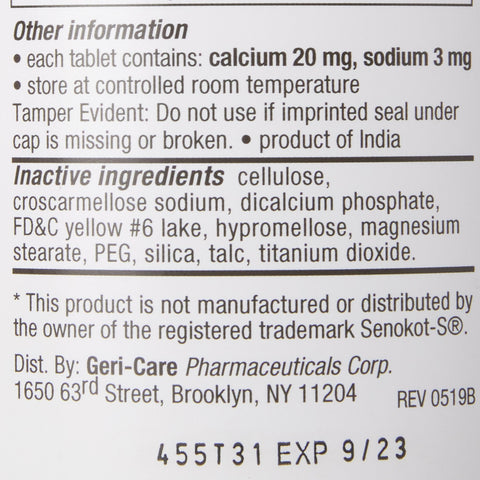 Other information
• each tablet contains: calcium 20 mg, sodium 3 mg
• store at controlled room temperature
Tamper Evident: Do not use if imprinted seal under
cap is missing or broken. • product of India
Inactive ingredients cellulose,
croscarmellose sodium, dicalcium phosphate,
FD&C yellow #6 lake, hypromellose, magnesium
stearate, PEG, silica, talc, titanium dioxide.
* This product is not manufactured or distributed by
the owner of the registered trademark Senokot-S®.
Dist. By: Geri-Care Pharmaceuticals Corp.
1650 63rd Street, Brooklyn, NY 11204
REV 0519B
455T31 EXP 9/23